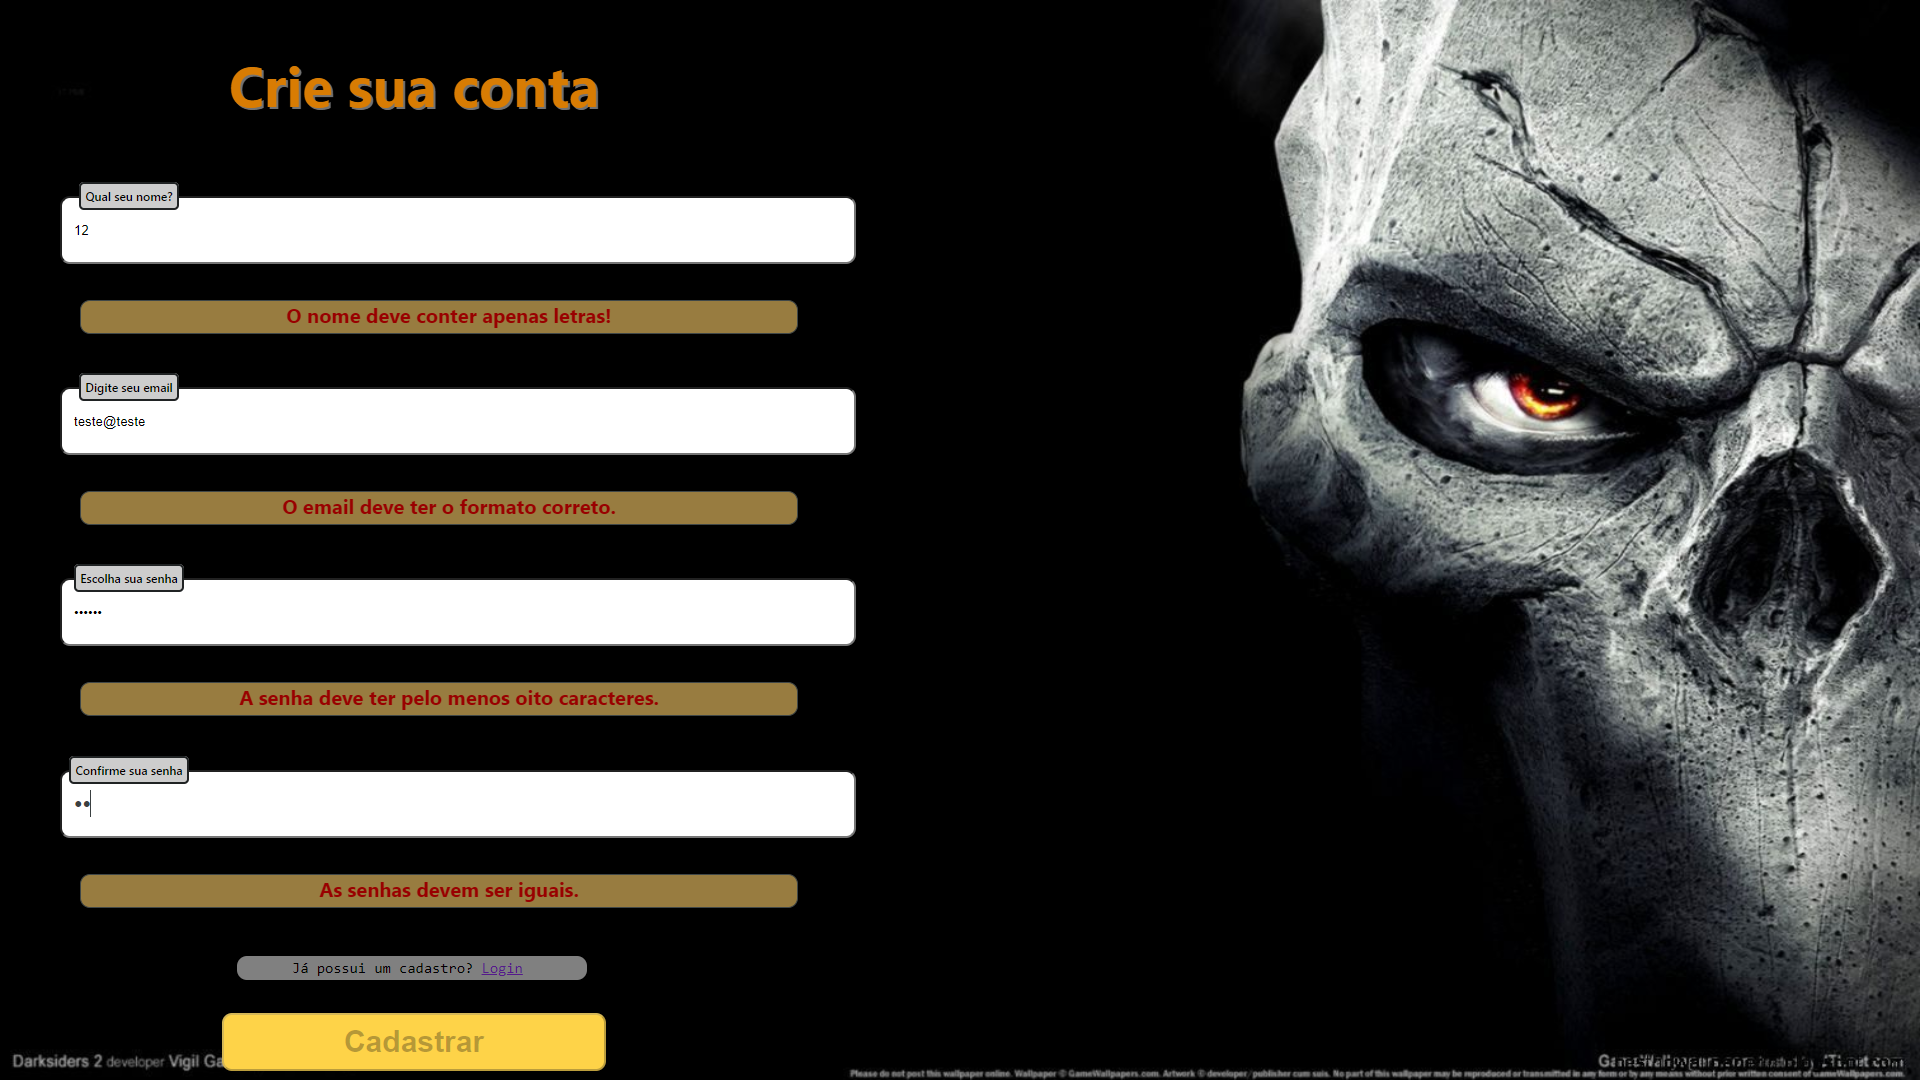 Crie sua conta
Qual seu nome?
12
O nome deve conter apenas letras!
Digite seu email
teste@teste
O email deve ter o formato correto.
Escolha sua senha
••••••
A senha deve ter pelo menos oito caracteres.
Confirme sua senha
••
As senhas devem ser iguais.
Já possui um cadastro? Login
Cadastrar
Darksiders 2 developer Vigil Ga
Please do not post this wallpaper online. Wallpaper © GameWallpapers.com. Artwork © developer/publisher cum suis. No part of this wallpaper may be reproduced or transmitted in any form or by any means without prior written consent of GameWallpapers.com.